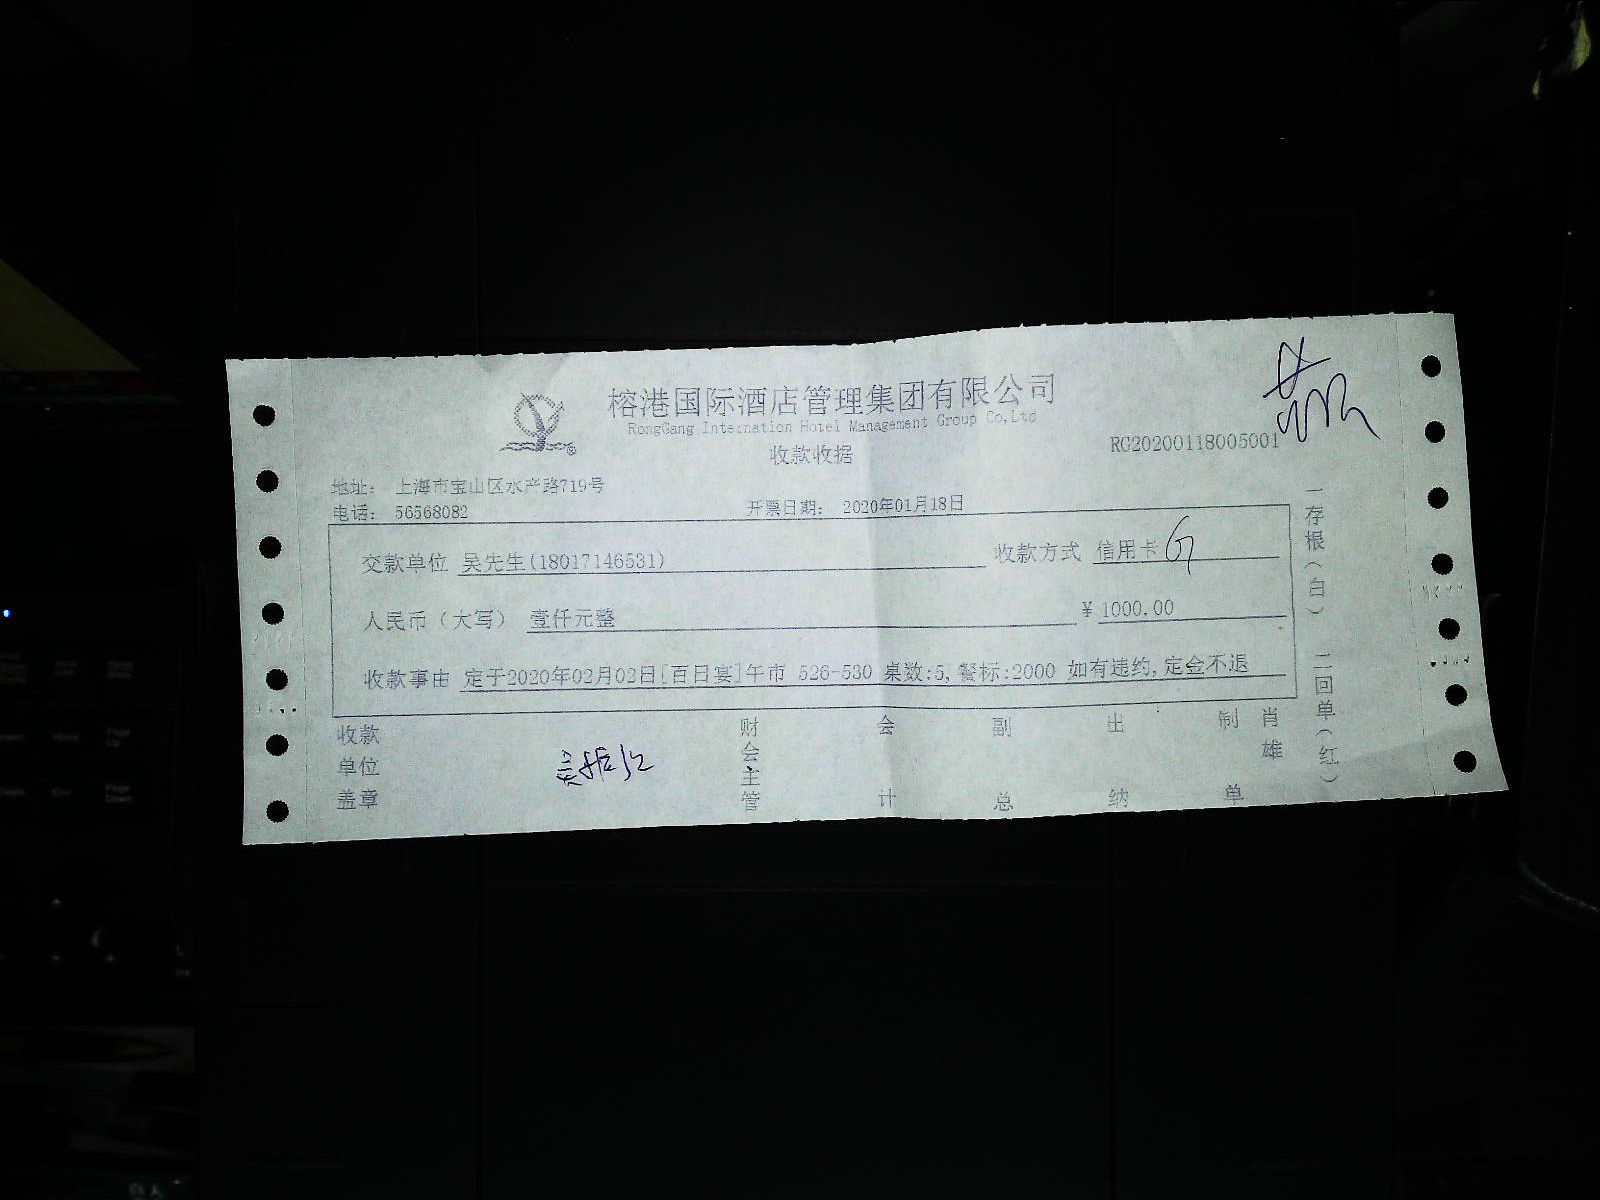 榕港国际酒店管理集团有限公司
RongGang Internation Hotel Management Group Co,Ltd
收款收据
RG20200118005001
地址： 上海市宝山区水产路719号
电话： 56568082
开票日期： 2020年01月18日
交款单位 吴先生(18017146531)
收款方式 信用卡
人民币（大写） 壹仟元整
¥ 1000.00
收款事由 定于2020年02月02日[百日宴]午市 526-530 桌数:5,餐标:2000 如有违约,定金不退
收款单位盖章
财会主管
会计
副总
出纳
制单
肖雄
一存根（白）
二回单（红）